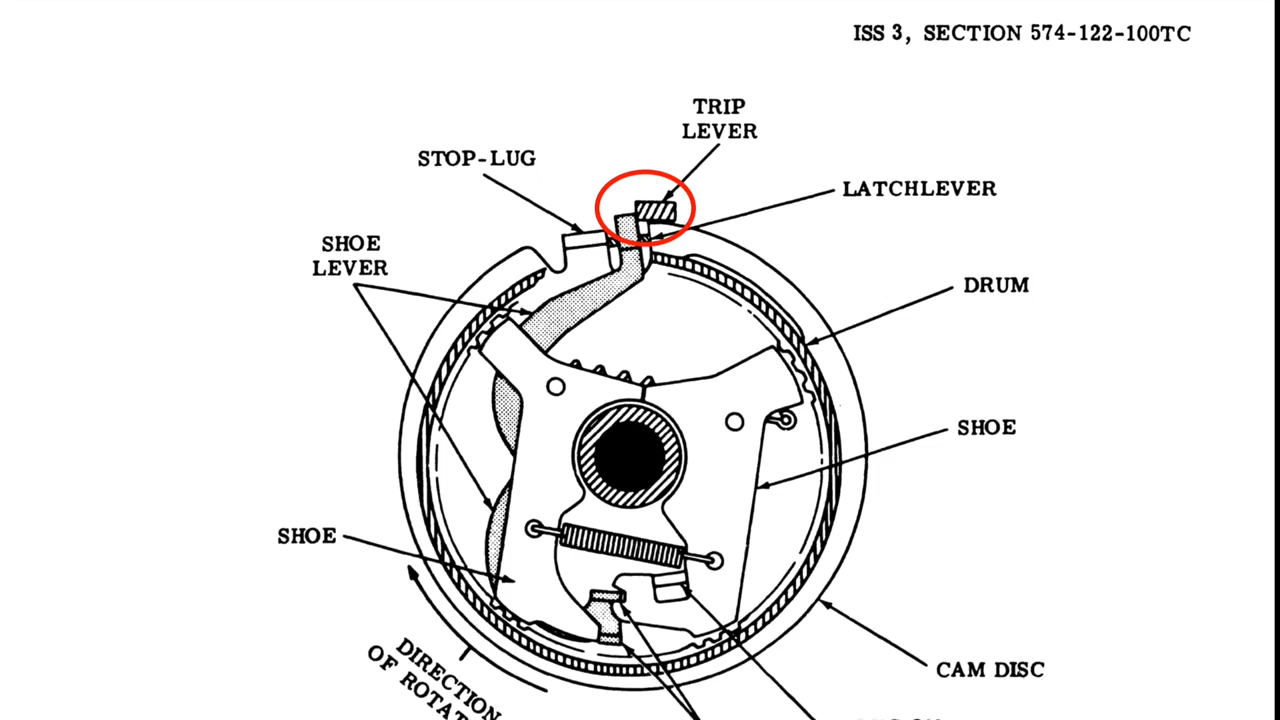 ISS 3, SECTION 574-122-100TC
TRIP
LEVER
STOP-LUG
LATCHLEVER
SHOE
LEVER
DRUM
SHOE
SHOE
CAM DISC
DIRECTION
OF